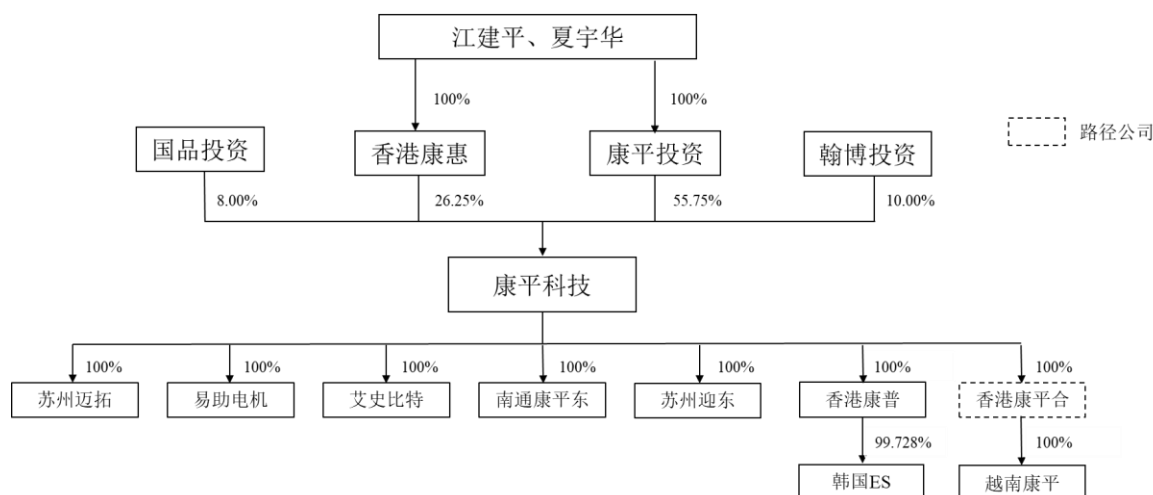 江建平、夏宇华
100%
100%
国品投资
香港康惠
康平投资
翰博投资
路径公司
8.00%
26.25%
55.75%
10.00%
康平科技
100%
100%
100%
100%
100%
100%
100%
苏州迈拓
易助电机
艾史比特
南通康平东
苏州迎东
香港康普
香港康平合
99.728%
100%
韩国ES
越南康平